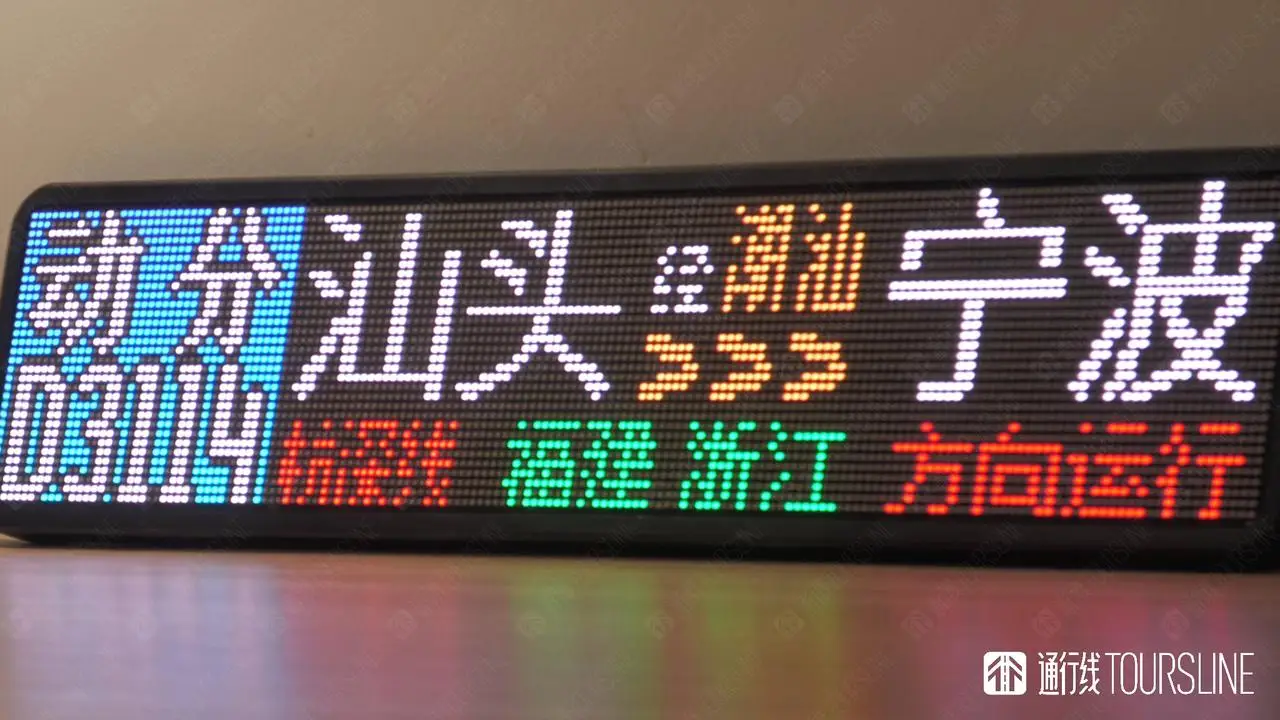 动 分 汕头 经 潮汕 宁波
03114 >>>
杭深线 福建 浙江 方向运行
通行线 TOURSLINE